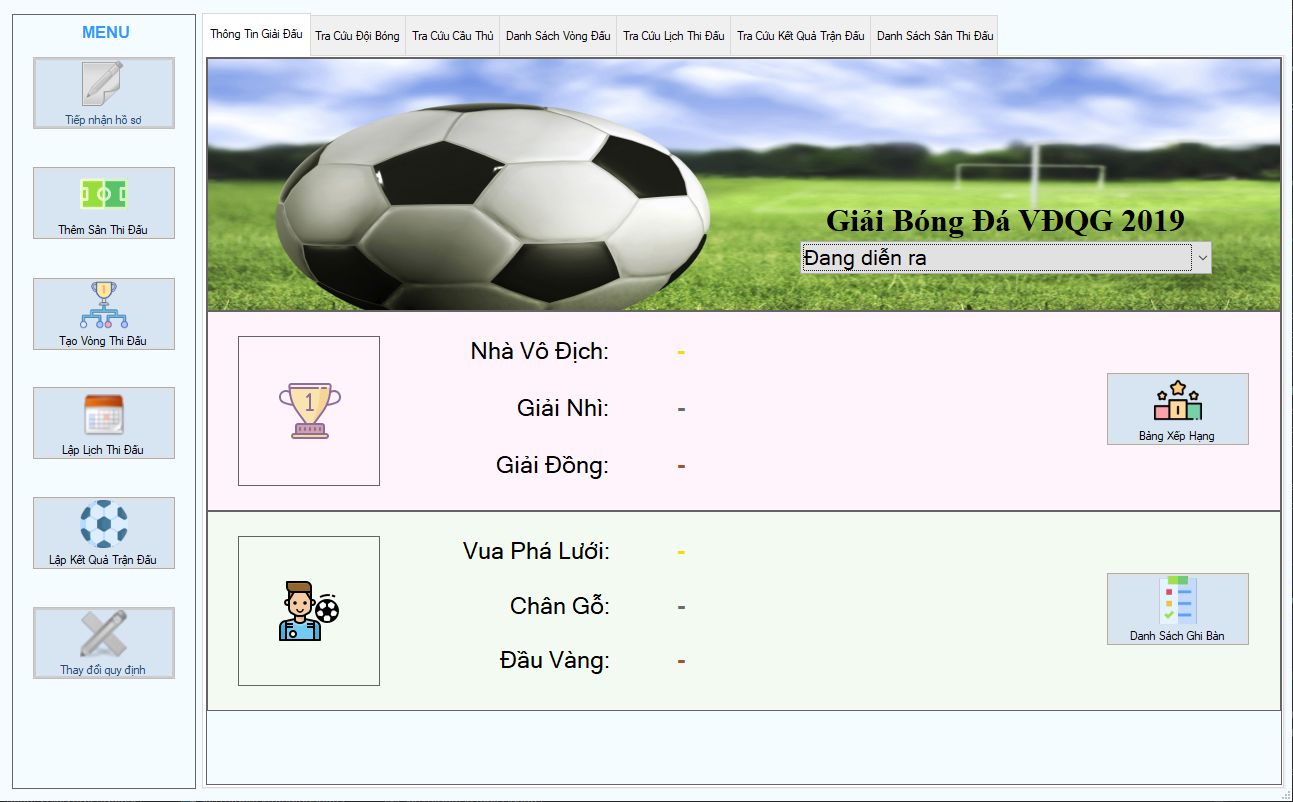 MENU
Tiếp nhận hồ sơ
Thêm Sân Thi Đấu
Tạo Vòng Thi Đấu
Lập Lịch Thi Đấu
Lập Kết Quả Trận Đấu
Thay đổi quy định
Thông Tin Giải Đấu
Tra Cứu Đội Bóng
Tra Cứu Cầu Thủ
Danh Sách Vòng Đấu
Tra Cứu Lịch Thi Đấu
Tra Cứu Kết Quả Trận Đấu
Danh Sách Sân Thi Đấu
Giải Bóng Đá VĐQG 2019
Đang diễn ra
1
Nhà Vô Địch: -
Giải Nhì: -
Giải Đồng: -
Bảng Xếp Hạng
Vua Phá Lưới: -
Chân Gỗ: -
Đầu Vàng: -
Danh Sách Ghi Bàn